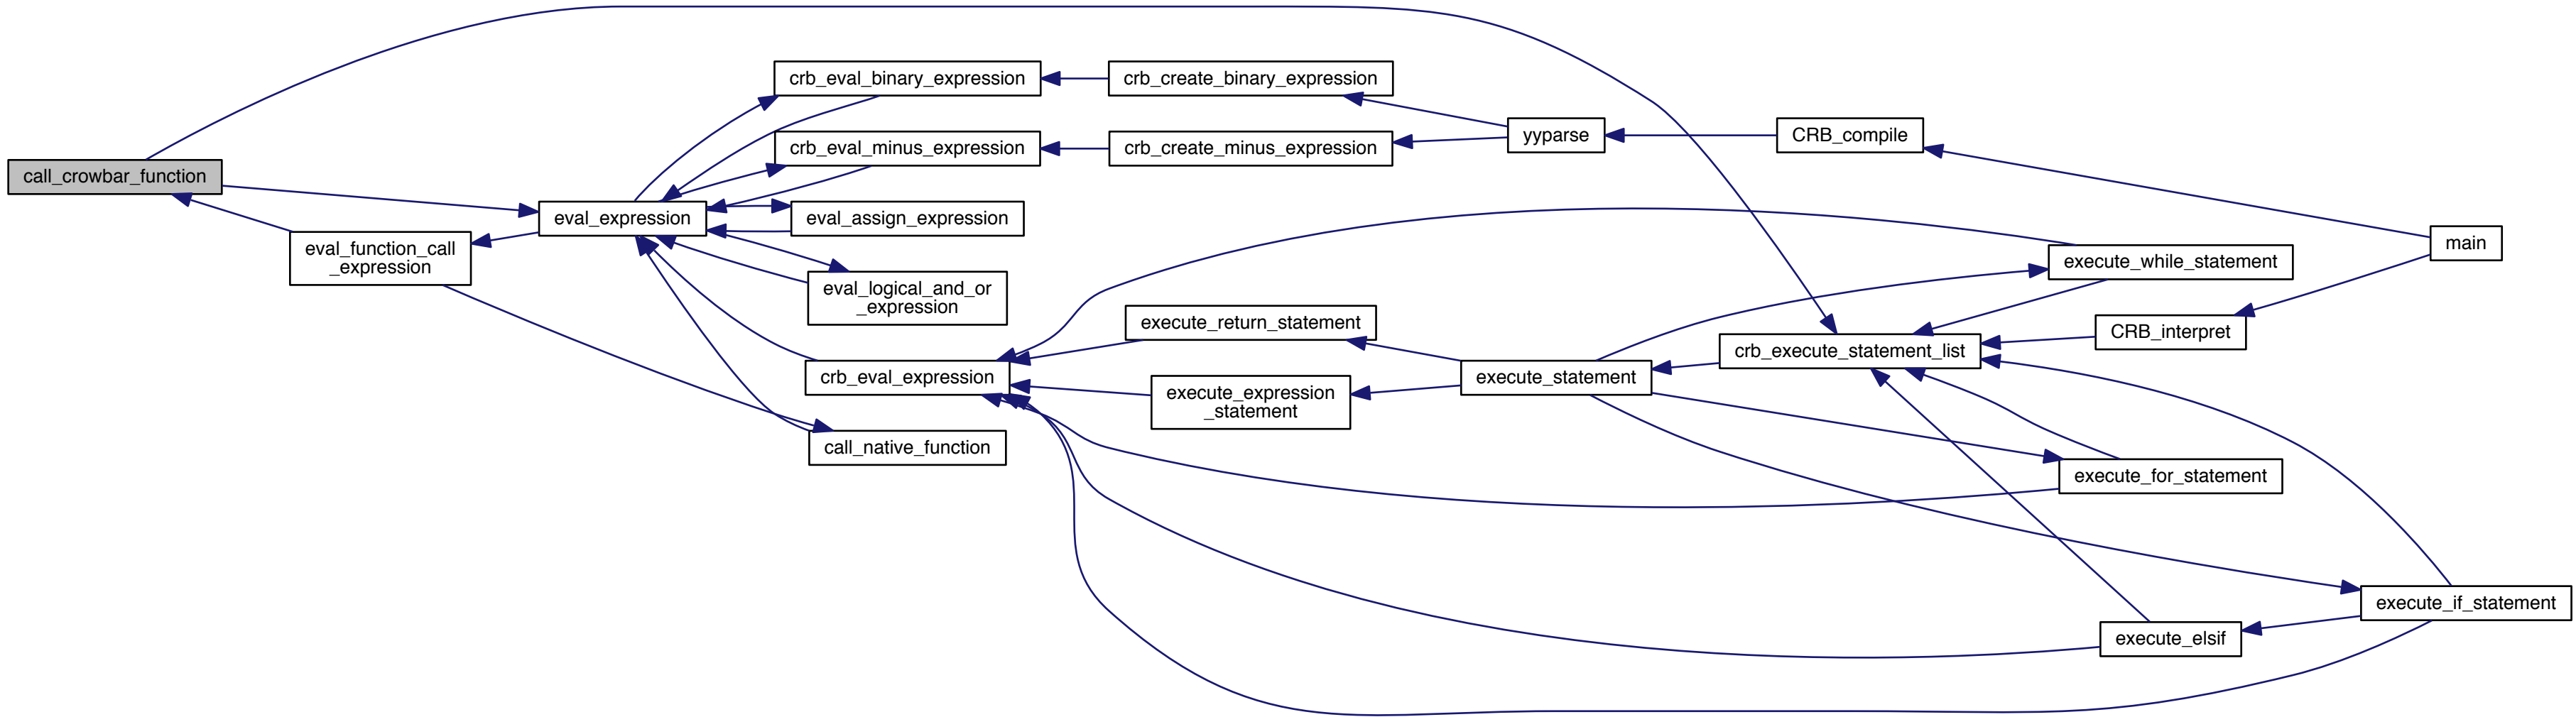 call_crowbar_function
eval_function_call
_expression
eval_expression
crb_eval_binary_expression
crb_eval_minus_expression
eval_assign_expression
eval_logical_and_or
_expression
crb_eval_expression
call_native_function
crb_create_binary_expression
crb_create_minus_expression
execute_return_statement
execute_expression
_statement
yyparse
execute_statement
CRB_compile
crb_execute_statement_list
execute_while_statement
CRB_interpret
execute_for_statement
execute_elsif
main
execute_if_statement